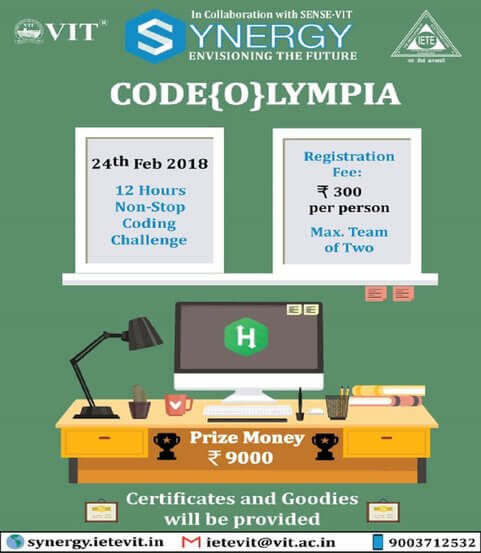 VIT®
In Collaboration with SENSE-VIT
SYNERGY
ENVISIONING THE FUTURE
IETE
CODE{O}LYMPIA
24th Feb 2018
12 Hours
Non-Stop
Coding
Challenge
Registration
Fee:
₹ 300
per person
Max. Team
of Two
H
Prize Money
₹ 9000
Certificates and Goodies
will be provided
synergy.ietevit.in
ietevit@vit.ac.in
9003712532